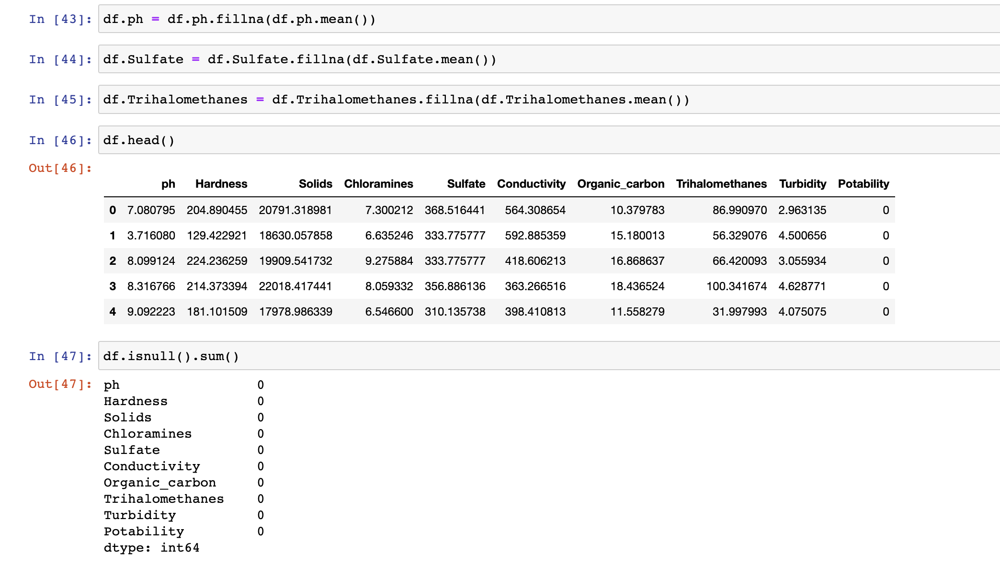 In [43]: df.ph = df.ph.fillna(df.ph.mean())
In [44]: df.Sulfate = df.Sulfate.fillna(df.Sulfate.mean())
In [45]: df.Trihalomethanes = df.Trihalomethanes.fillna(df.Trihalomethanes.mean())
In [46]: df.head()
Out[46]:
ph Hardness Solids Chloramines Sulfate Conductivity Organic_carbon Trihalomethanes Turbidity Potability
0 7.080795 204.890455 20791.318981 7.300212 368.516441 564.308654 10.379783 86.990970 2.963135 0
1 3.716080 129.422921 18630.057858 6.635246 333.775777 592.885359 15.180013 56.329076 4.500656 0
2 8.099124 224.236259 19909.541732 9.275884 333.775777 418.606213 16.868637 66.420093 3.055934 0
3 8.316766 214.373394 22018.417441 8.059332 356.886136 363.266516 18.436524 100.341674 4.628771 0
4 9.092223 181.101509 17978.986339 6.546600 310.135738 398.410813 11.558279 31.997993 4.075075 0
In [47]: df.isnull().sum()
Out[47]: ph 0
Hardness 0
Solids 0
Chloramines 0
Sulfate 0
Conductivity 0
Organic_carbon 0
Trihalomethanes 0
Turbidity 0
Potability 0
dtype: int64